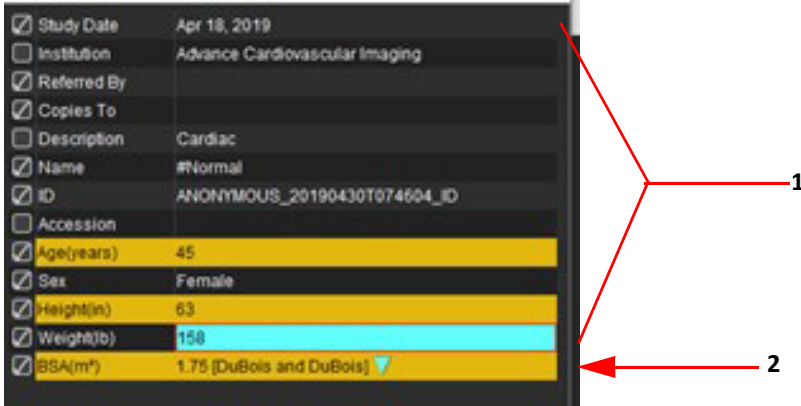 Study Date Apr 18, 2019
Institution Advance Cardiovascular Imaging
Referred By
Copies To
Description Cardiac
Name #Normal
ID ANONYMOUS_20190430T074604_ID
Accession
Age(years) 45
Sex Female
Height(in) 63
Weight(lb) 158
BSA(m²) 1.75 [DuBois and DuBois]
1
2